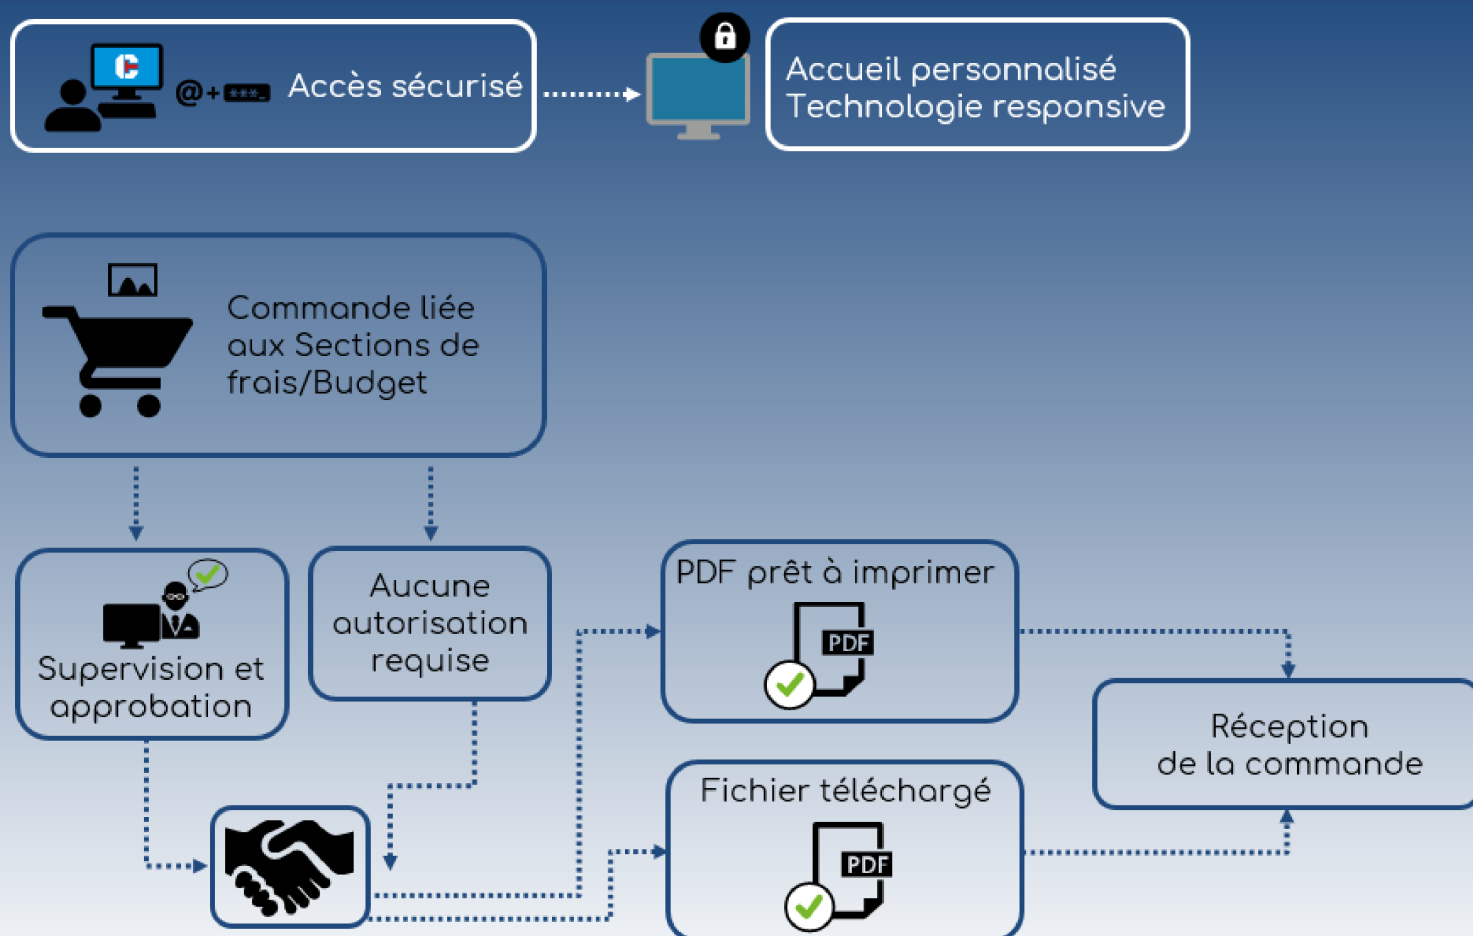 @+ ***_ Accès sécurisé
Accueil personnalisé
Technologie responsive
Commande liée
aux Sections de
frais/Budget
Supervision et
approbation
Aucune
autorisation
requise
PDF prêt à imprimer
PDF
Fichier téléchargé
PDF
Réception
de la commande